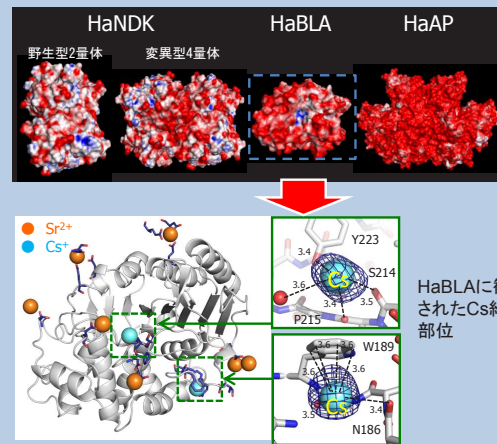 HaNDK HaBLA HaAP
野生型2量体 変異型4量体
Sr2+
Cs+
Y223
3.4
Cs
S214
3.6
3.4
3.5
P215
HaBLAに
されたCs
部位
3.6 3.6 W189
3.6
3.6
Cs
3.5
3.4
N186